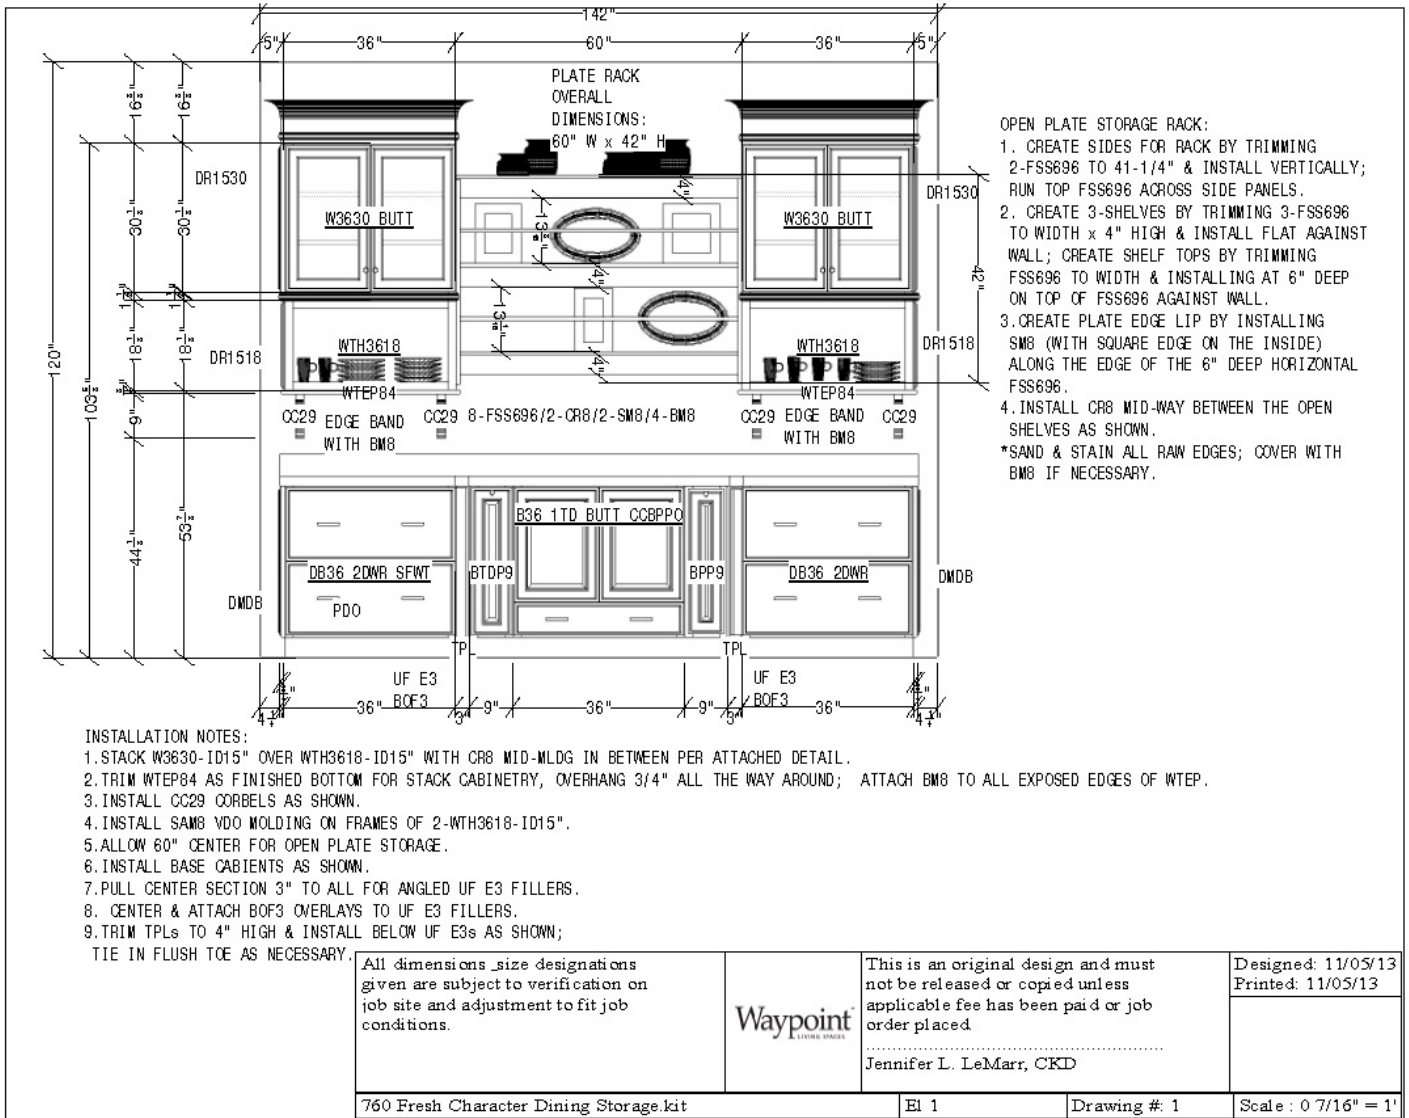 142"
5" 36" 60" 36" 5"
PLATE RACK
OVERALL
DIMENSIONS:
60" W x 42" H
OPEN PLATE STORAGE RACK:
1. CREATE SIDES FOR RACK BY TRIMMING
2-FSS696 TO 41-1/4" & INSTALL VERTICALLY;
RUN TOP FSS696 ACROSS SIDE PANELS.
2. CREATE 3-SHELVES BY TRIMMING 3-FSS696
TO WIDTH x 4" HIGH & INSTALL FLAT AGAINST
WALL; CREATE SHELF TOPS BY TRIMMING
FSS696 TO WIDTH & INSTALLING AT 6" DEEP
ON TOP OF FSS696 AGAINST WALL.
3.CREATE PLATE EDGE LIP BY INSTALLING
SM8 (WITH SQUARE EDGE ON THE INSIDE)
ALONG THE EDGE OF THE 6" DEEP HORIZONTAL
FSS696.
4.INSTALL CR8 MID-WAY BETWEEN THE OPEN
SHELVES AS SHOWN.
*SAND & STAIN ALL RAW EDGES; COVER WITH
BM8 IF NECESSARY.
DR1530
DR1530
W3630 BUTT
W3630 BUTT
4"
4"
4"
4"
42"
120"
9"
DR1518
DR1518
WTH3618
WTH3618
WTEP84
WTEP84
CC29
EDGE BAND
WITH BM8
CC29
8-FSS696/2-CR8/2-SM8/4-BM8
CC29
EDGE BAND
WITH BM8
CC29
B36 1TD BUTT CCBPPO
DB36 2DWR SFWT
BTDP9
BPP9
DB36 2DWR
DMDB
DMDB
PDO
TPL
TPL
UF E3
BOF3
UF E3
BOF3
36" 3" 9" 36" 9" 3" 36"
INSTALLATION NOTES:
1.STACK W3630-ID15" OVER WTH3618-ID15" WITH CR8 MID-MLDG IN BETWEEN PER ATTACHED DETAIL.
2.TRIM WTEP84 AS FINISHED BOTTOM FOR STACK CABINETRY, OVERHANG 3/4" ALL THE WAY AROUND; ATTACH BM8 TO ALL EXPOSED EDGES OF WTEP.
3.INSTALL CC29 CORBELS AS SHOWN.
4.INSTALL SAM8 VDO MOLDING ON FRAMES OF 2-WTH3618-ID15".
5.ALLOW 60" CENTER FOR OPEN PLATE STORAGE.
6.INSTALL BASE CABIENTS AS SHOWN.
7.PULL CENTER SECTION 3" TO ALL FOR ANGLED UF E3 FILLERS.
8. CENTER & ATTACH BOF3 OVERLAYS TO UF E3 FILLERS.
9.TRIM TPLs TO 4" HIGH & INSTALL BELOW UF E3s AS SHOWN;
TIE IN FLUSH TOE AS NECESSARY.
All dimensions _size designations
given are subject to verification on
job site and adjustment to fit job
conditions.
Waypoint
LIVING SPACES
This is an original design and must
not be released or copied unless
applicable fee has been paid or job
order placed
Jennifer L. LeMarr, CKD
Designed: 11/05/13
Printed: 11/05/13
760 Fresh Character Dining Storage.kit
El 1
Drawing #: 1
Scale : 0 7/16" = 1'